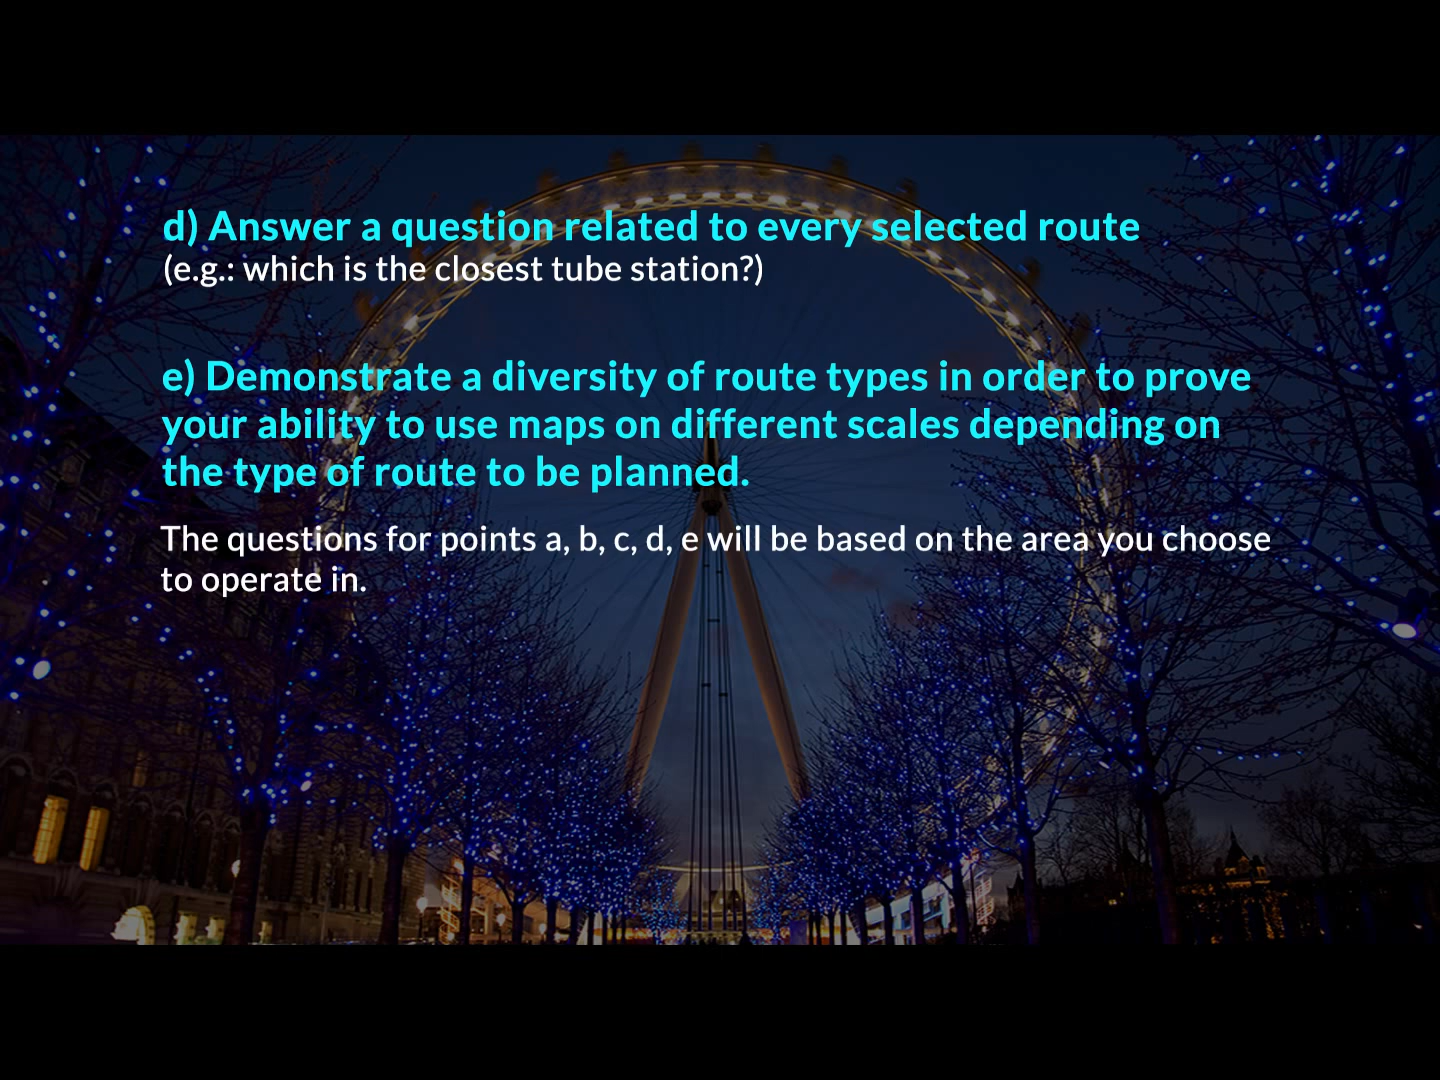 d) Answer a question related to every selected route
(e.g.: which is the closest tube station?)
e) Demonstrate a diversity of route types in order to prove
your ability to use maps on different scales depending on
the type of route to be planned.
The questions for points a, b, c, d, e will be based on the area you choose
to operate in.